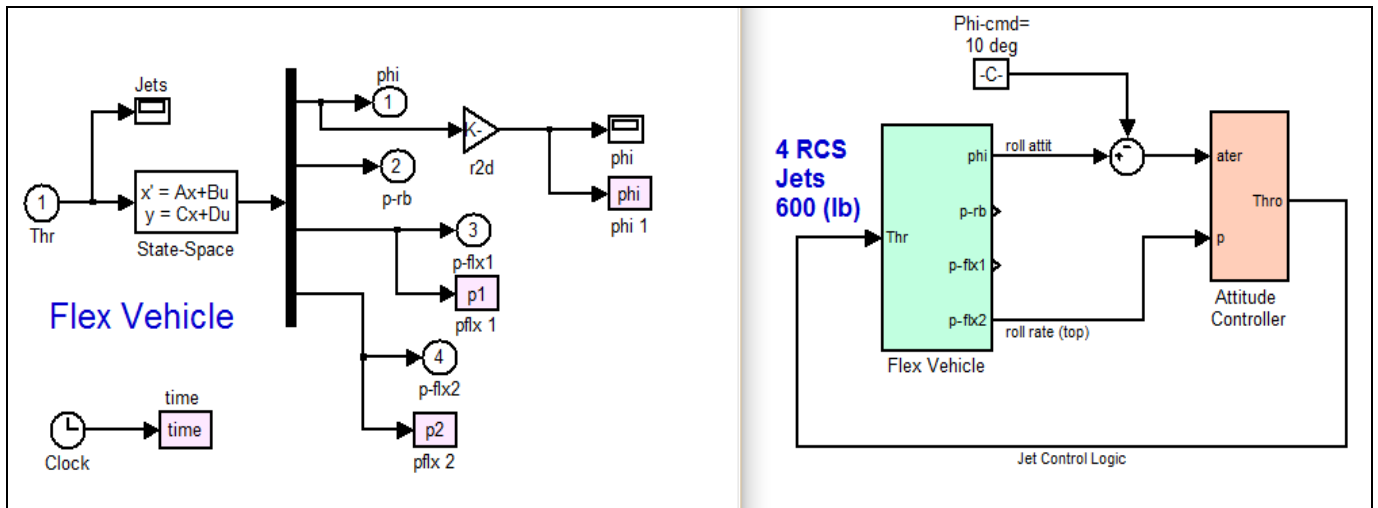 Jets
1
Thr
x' = Ax+Bu
y = Cx+Du
State-Space
Flex Vehicle
time
time
Clock
phi
1
2
p-rb
K-
r2d
phi
phi
phi 1
3
p-flx1
p1
pflx 1
4
p-flx2
p2
pflx 2
Phi-cmd=
10 deg
-C-
4 RCS
Jets
600 (lb)
Thr
phi
p-rb
p-flx1
p-flx2
Flex Vehicle
roll attit
roll rate (top)
+
-
ater
p
Thro
Attitude
Controller
Jet Control Logic